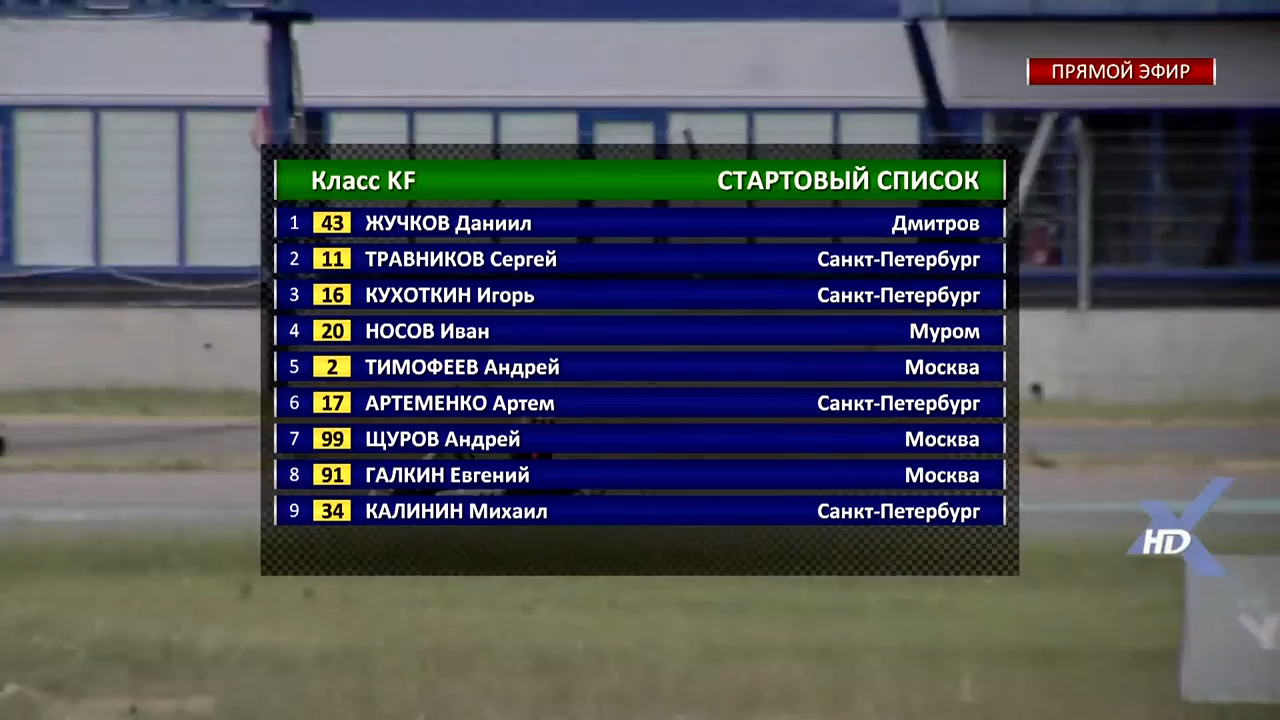 ПРЯМОЙ ЭФИР
Класс KF СТАРТОВЫЙ СПИСОК
1 43 ЖУЧКОВ Даниил Дмитров
2 11 ТРАВНИКОВ Сергей Санкт-Петербург
3 16 КУХОТКИН Игорь Санкт-Петербург
4 20 НОСОВ Иван Муром
5 2 ТИМОФЕЕВ Андрей Москва
6 17 АРТЕМЕНКО Артем Санкт-Петербург
7 99 ЩУРОВ Андрей Москва
8 91 ГАЛКИН Евгений Москва
9 34 КАЛИНИН Михаил Санкт-Петербург
X HD